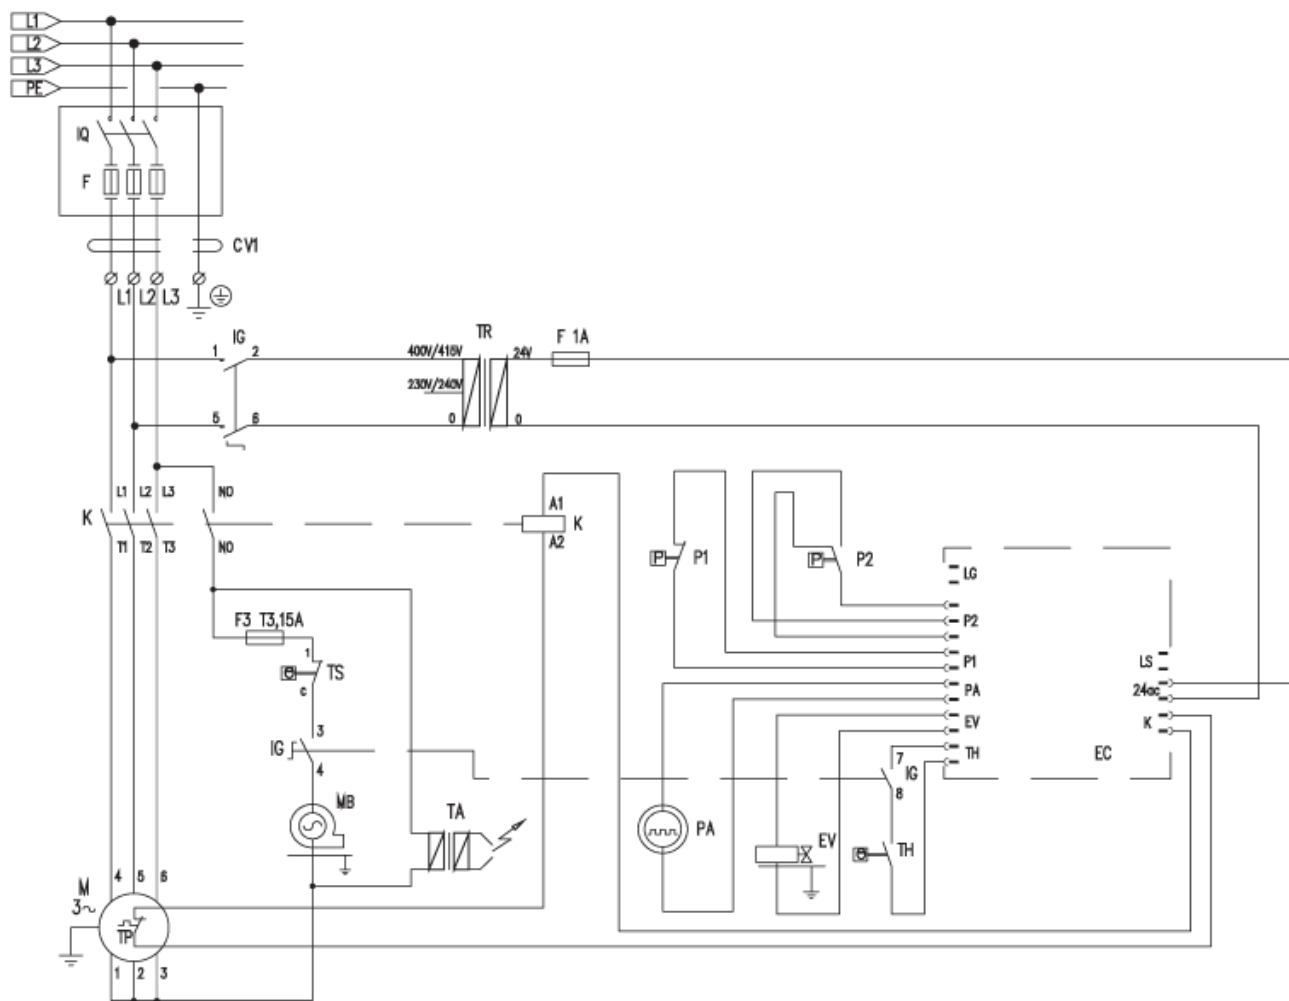 L1
L2
L3
PE
IQ
F
CV1
L1 L2 L3
IG
1 2
400V/415V
TR
24V
F 1A
230V/240V
5 6
0
0
L1 L2 L3 NO
K
T1 T2 T3 NO
A1
K
A2
P
P1
P
P2
LG
P2
P1
PA
EV
TH
LS
24ac
K
EC
F3 T3,15A
1
TS
c
3
IG
4
7
IG
8
MB
TA
PA
EV
TH
M
3~
4 5 6
TP
1 2 3